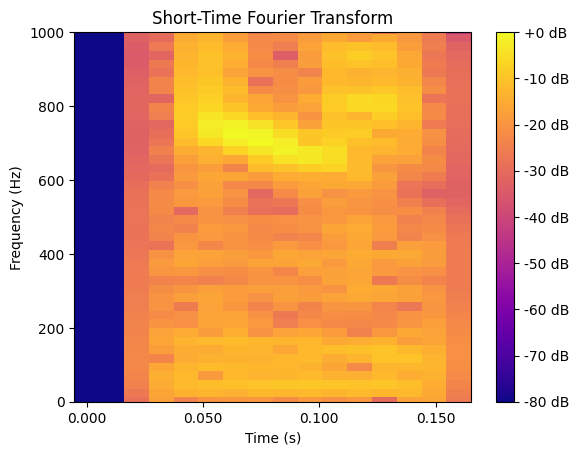 Short-Time Fourier Transform
1000
800
600
400
200
0
Frequency (Hz)
0.000
0.050
0.100
0.150
Time (s)
+0 dB
-10 dB
-20 dB
-30 dB
-40 dB
-50 dB
-60 dB
-70 dB
-80 dB